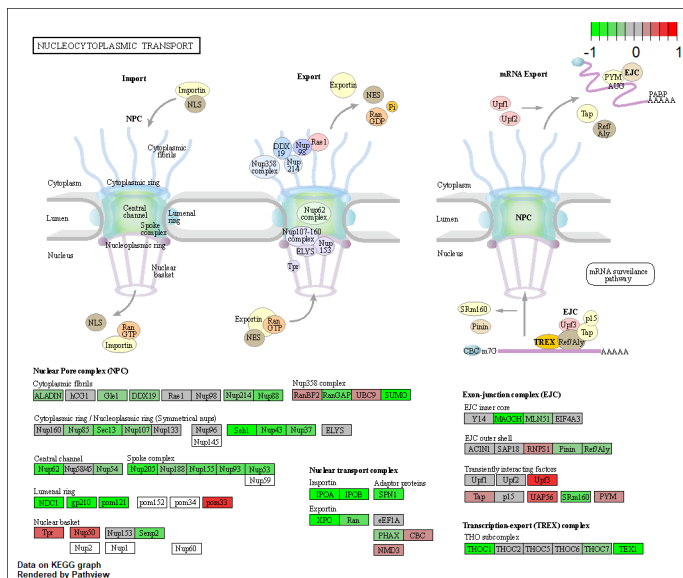 -1 0 1
NUCLEOCYTOPLASMIC TRANSPORT
Import
Importin
NLS
NPC
Cytoplasmic
fibrils
Cytoplasmic ring
Cytoplasm
Central
channel
Lumenal
ring
Spoke
complex
Lumen
Nucleoplasmic ring
Nucleus
Nuclear
basket
NLS
Ran
GTP
Importin
Export
Exportin
NES
Pi
Ran
GDP
DDX
19
Nup
98
Rae1
Nup358
complex
Nup
214
Nup62
complex
Nup107-160
complex
Nup
153
ELYS
Tpr
Exportin
Ran
GTP
NES
mRNA Export
PYM
EJC
AUG
PABP
AAAAA
Upf1
Upf2
Tap
Ref/
Aly
Cytoplasm
Lumen
NPC
Nucleus
mRNA surveilance
pathway
SRm160
EJC
p15
Upf3
Tap
Pinin
TREX
Ref/Aly
CBC
m7G
AAAAA
Nuclear Pore complex (NPC)
Cytoplasmic fibrils
Nup358 complex
ALADIN hCG1 Gle1 DDX19 Rae1 Nup98 Nup214 Nup88 RanBP2 RanGAP UBC9 SUMO
Cytoplasmic ring / Nucleoplasmic ring (Symmetrical nups)
Nup160 Nup85 Sec13 Nup107 Nup133 Nup96 Seh1 Nup43 Nup37 ELYS
Nup145
Central channel Spoke complex
Nup62 Nup58/45 Nup54 Nup205 Nup188 Nup155 Nup93 Nup53
Nup59
Lumenal ring
NDC1 gp210 pom121 pom152 pom34 pom33
Nuclear basket
Tpr Nup50 Nup153 Senp2
Nup2 Nup1 Nup60
Nuclear transport complex
Importin Adaptor proteins
IPOA IPOB SPN1
Exportin
XPO Ran eEF1A
PHAX CBC
NMD3
Exon-junction complex (EJC)
EJC inner core
Y14 MAGOH MLN51 EIF4A3
EJC outer shell
ACIN1 SAP18 RNPS1 Pinin Ref/Aly
Transiently interacting factors
Upf1 Upf2 Upf3
Tap p15 UAP56 SRm160 PYM
Transcription-export (TREX) complex
THO subcomplex
THOC1 THOC2 THOC5 THOC6 THOC7 TEX1
Data on KEGG graph
Rendered by Pathview